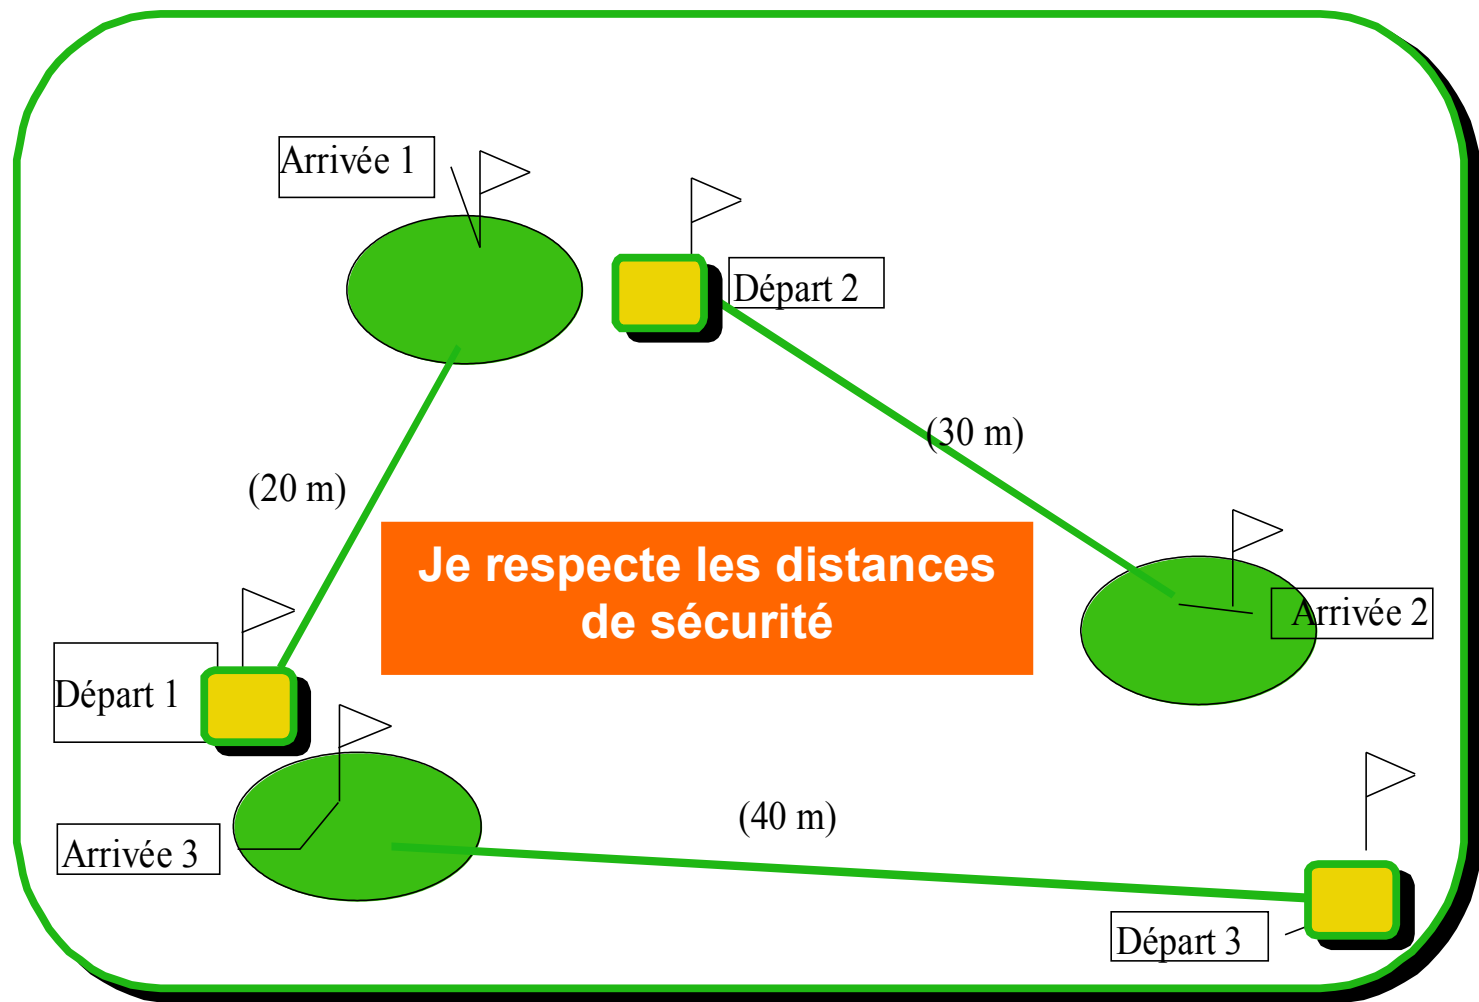 Arrivée 1
Départ 2
(30 m)
(20 m)
Je respecte les distances
de sécurité
Arrivée 2
Départ 1
(40 m)
Arrivée 3
Départ 3